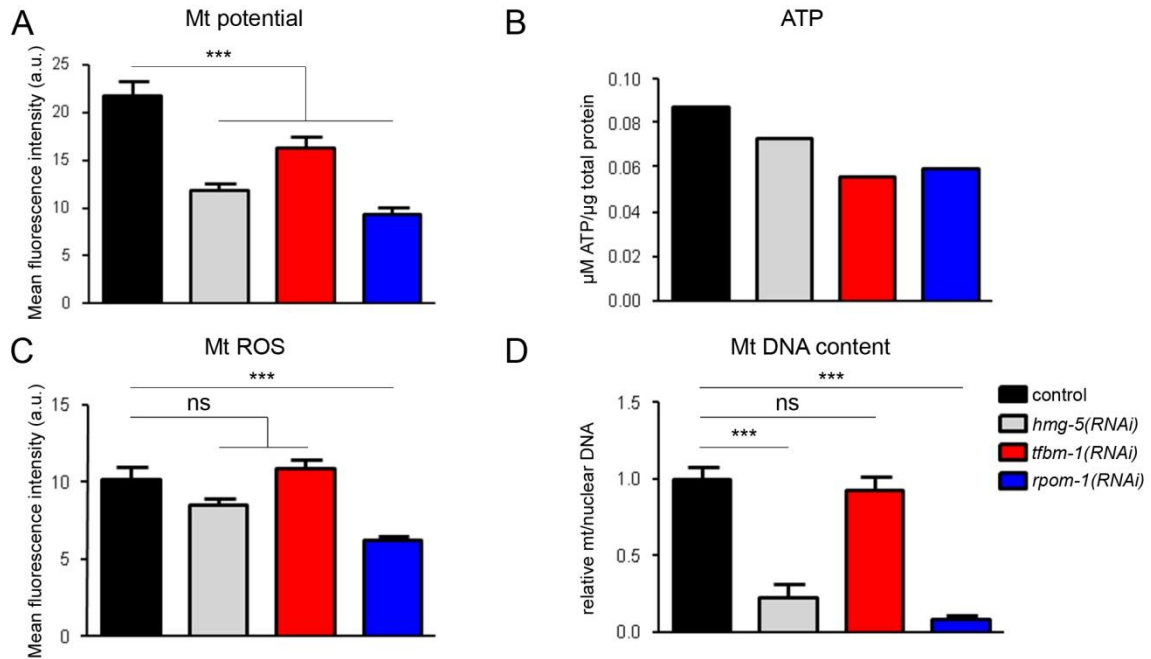 A
Mt potential
Mean fluorescence intensity (a.u.)
25
20
15
10
5
0
***
B
ATP
µM ATP/µg total protein
0.10
0.08
0.06
0.04
0.02
0.00
C
Mt ROS
Mean fluorescence intensity (a.u.)
15
10
5
0
***
ns
D
Mt DNA content
relative mt/nuclear DNA
1.5
1.0
0.5
0.0
***
ns
***
control
hmg-5(RNAi)
tfbm-1(RNAi)
rpom-1(RNAi)